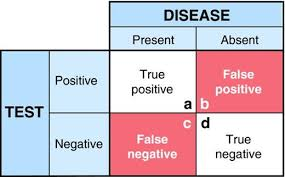 DISEASE
Present Absent
TEST
Positive
True
positive
a
False
positive
b
Negative
False
negative
c
True
negative
d